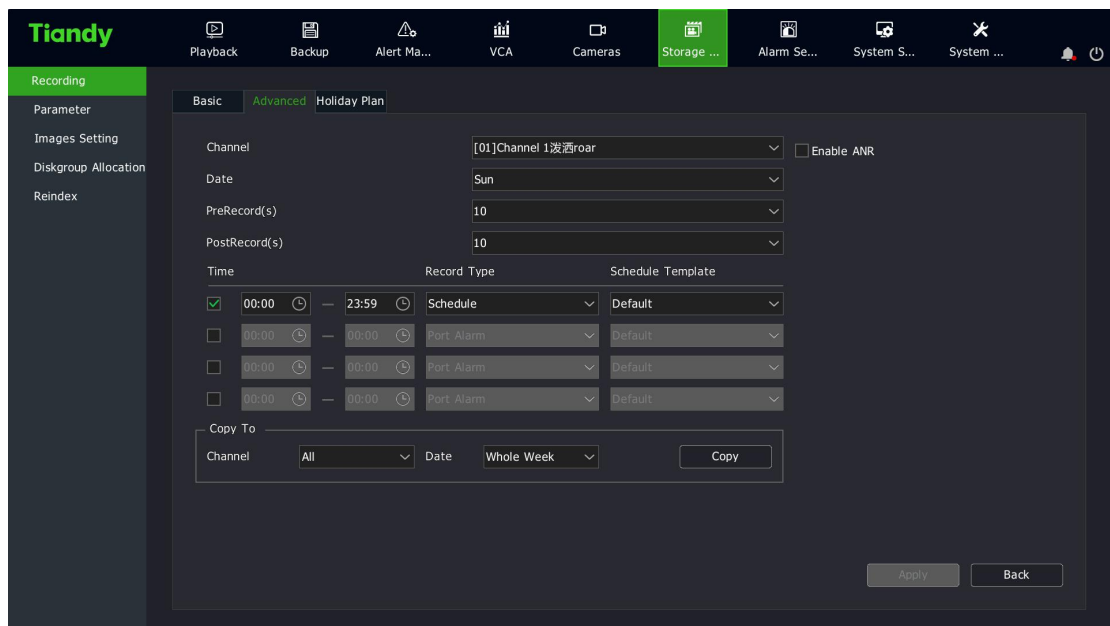 Tiandy
Playback Backup Alert Ma... VCA Cameras Storage ... Alarm Se... System S... System ...
Recording
Parameter
Images Setting
Diskgroup Allocation
Reindex
Basic Advanced Holiday Plan
Channel [01]Channel 1泼洒roar Enable ANR
Date Sun
PreRecord(s) 10
PostRecord(s) 10
Time Record Type Schedule Template
00:00 — 23:59 Schedule Default
00:00 — 00:00 Port Alarm Default
00:00 — 00:00 Port Alarm Default
00:00 — 00:00 Port Alarm Default
Copy To
Channel All Date Whole Week Copy
Apply Back